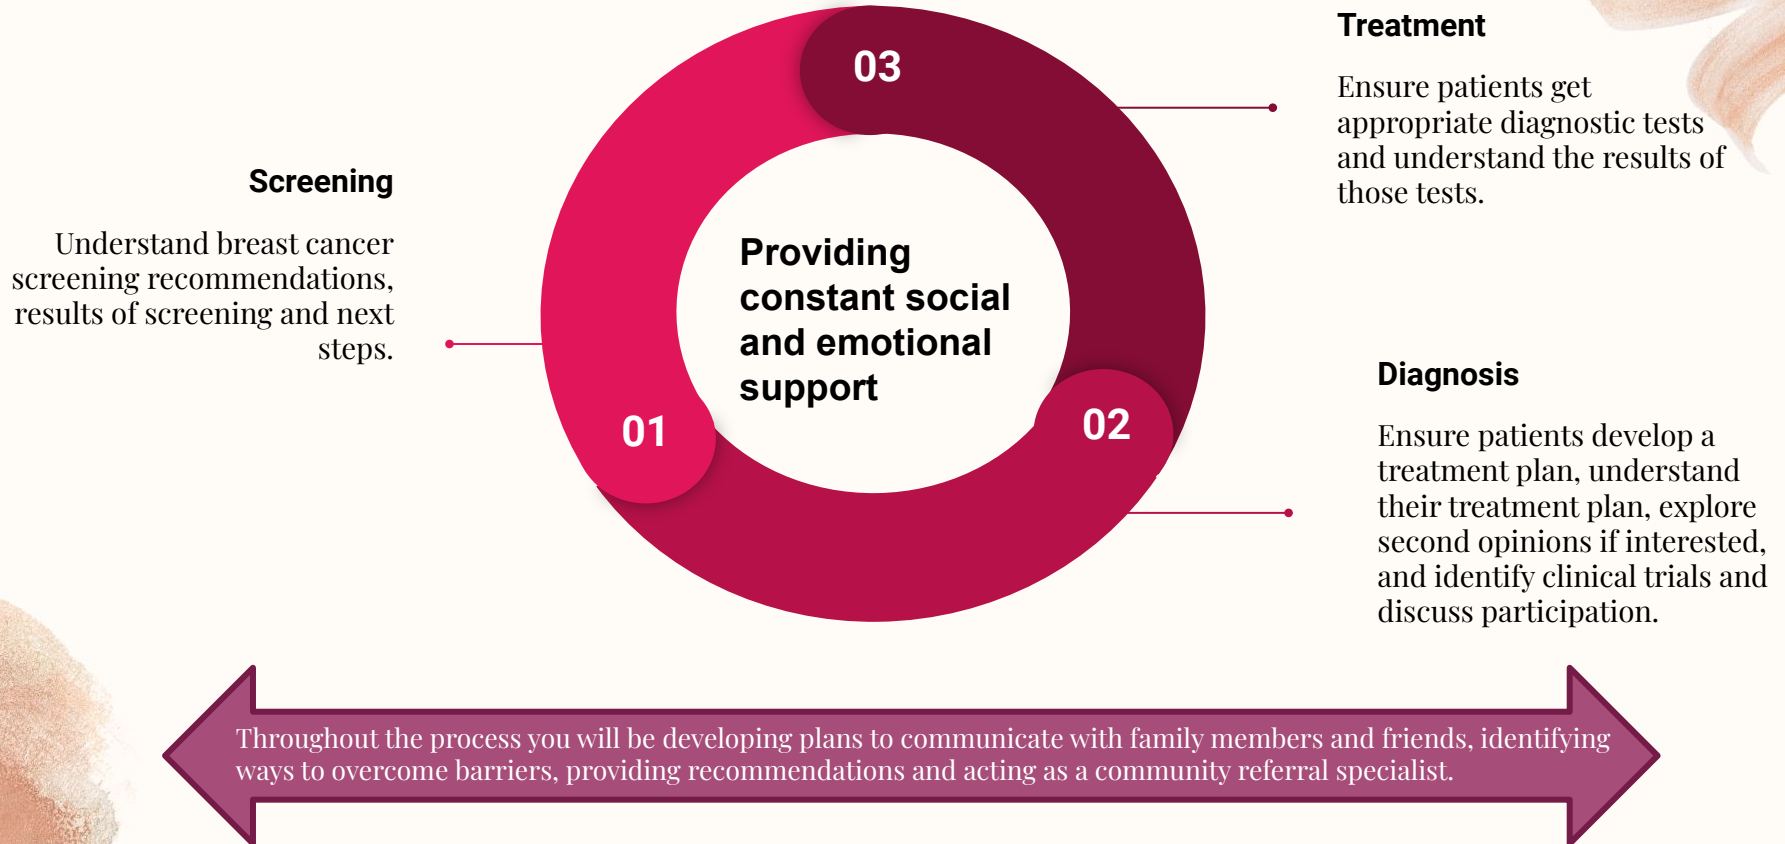 Screening
Understand breast cancer
screening recommendations,
results of screening and next
steps.
01
Providing
constant social
and emotional
support
03
Treatment
Ensure patients get
appropriate diagnostic tests
and understand the results of
those tests.
02
Diagnosis
Ensure patients develop a
treatment plan, understand
their treatment plan, explore
second opinions if interested,
and identify clinical trials and
discuss participation.
Throughout the process you will be developing plans to communicate with family members and friends, identifying
ways to overcome barriers, providing recommendations and acting as a community referral specialist.